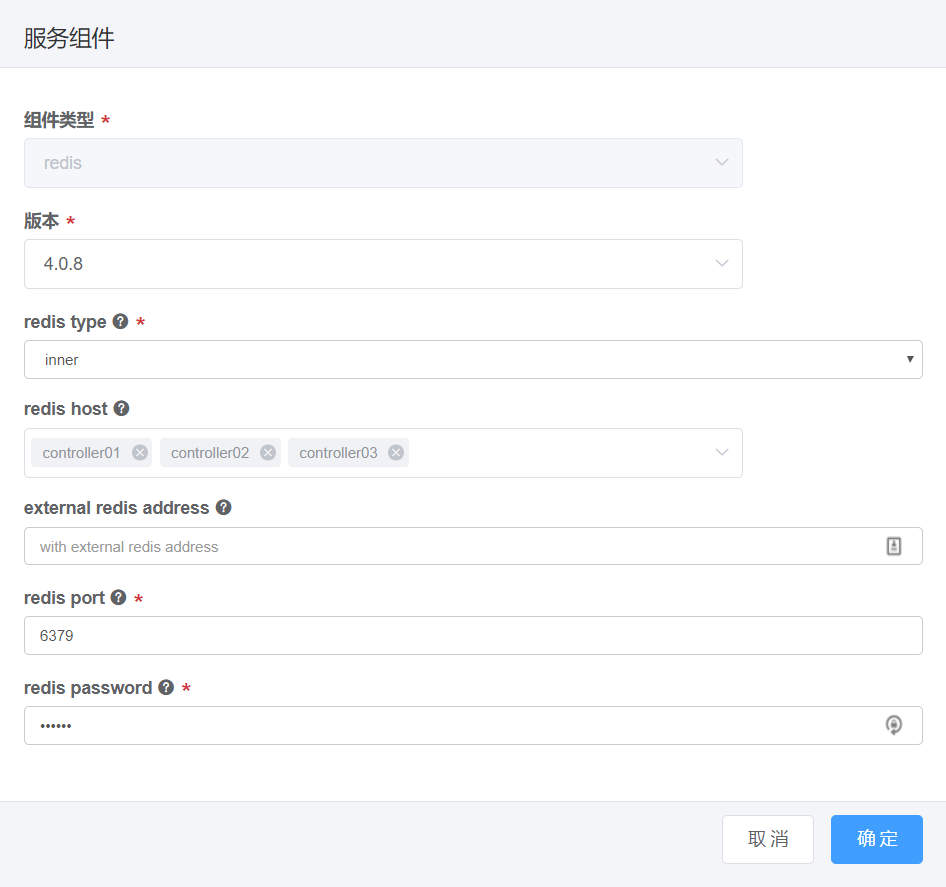 服务组件
组件类型 *
redis
版本 *
4.0.8
redis type ? *
inner
redis host ?
controller01 controller02 controller03
external redis address ?
with external redis address
redis port ? *
6379
redis password ? *
••••••
取消 确定